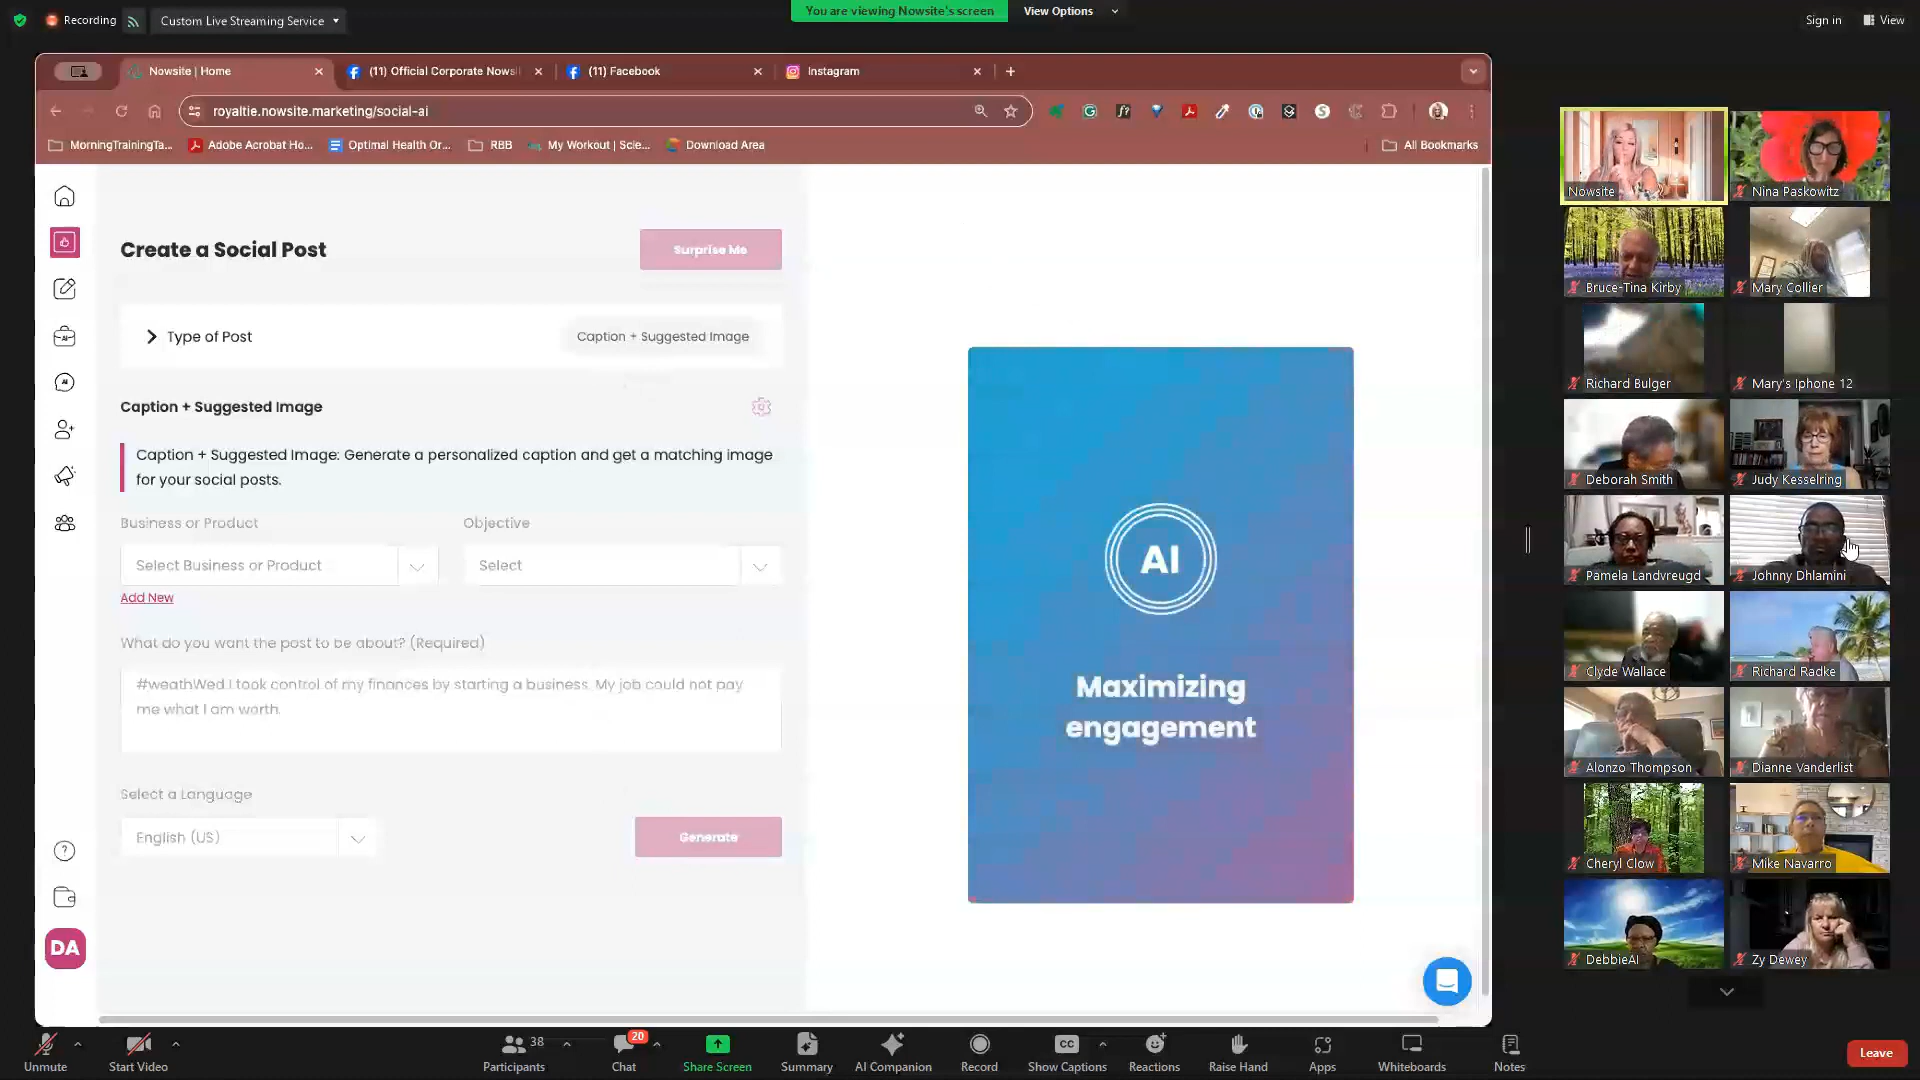 Recording
Custom Live Streaming Service
You are viewing Nowsite's screen
View Options
Sign in
View
Nowsite | Home
(11) Official Corporate Nowsi
(11) Facebook
Instagram
royaltie.nowsite.marketing/social-ai
MorningTrainingTa...
Adobe Acrobat Ho...
Optimal Health Or...
RBB
My Workout | Scie...
Download Area
All Bookmarks
Create a Social Post
Surprise Me
Type of Post
Caption + Suggested Image
Caption + Suggested Image
Caption + Suggested Image: Generate a personalized caption and get a matching image
for your social posts.
Business or Product
Objective
Select Business or Product
Select
Add New
What do you want the post to be about? (Required)
#weathWed I took control of my finances by starting a business. My job could not pay
me what I am worth.
Select a Language
English (US)
Generate
DA
AI
Maximizing
engagement
Nowsite
Nina Paskowitz
Bruce-Tina Kirby
Mary Collier
Richard Bulger
Mary's Iphone 12
Deborah Smith
Judy Kesselring
Pamela Landvreugd
Johnny Dhlamini
Clyde Wallace
Richard Radke
Alonzo Thompson
Dianne Vanderlist
Cheryl Clow
Mike Navarro
DebbieAI
Zy Dewey
Unmute
Start Video
Participants
38
Chat
20
Share Screen
Summary
AI Companion
Record
CC
Show Captions
Reactions
Raise Hand
Apps
Whiteboards
Notes
Leave